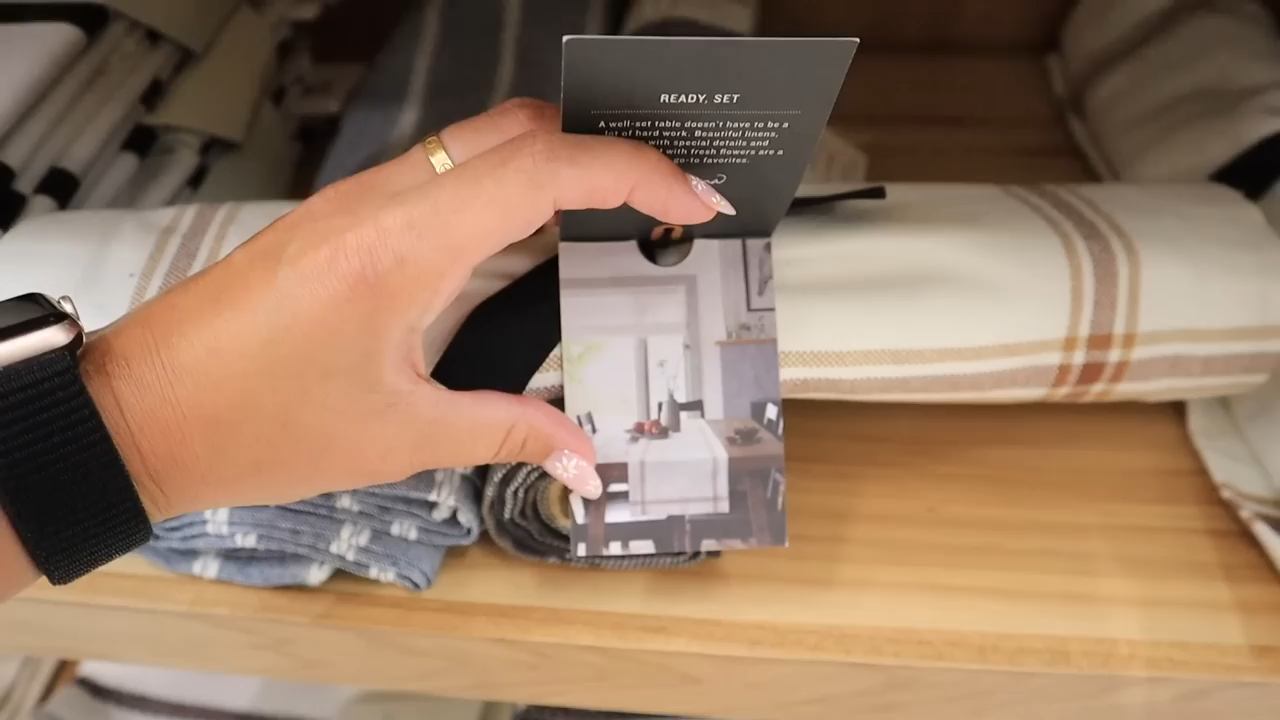 READY, SET
A well-set table doesn't have to be a
lot of hard work. Beautiful linens,
with special details and
with fresh flowers are a
go-to favorites.